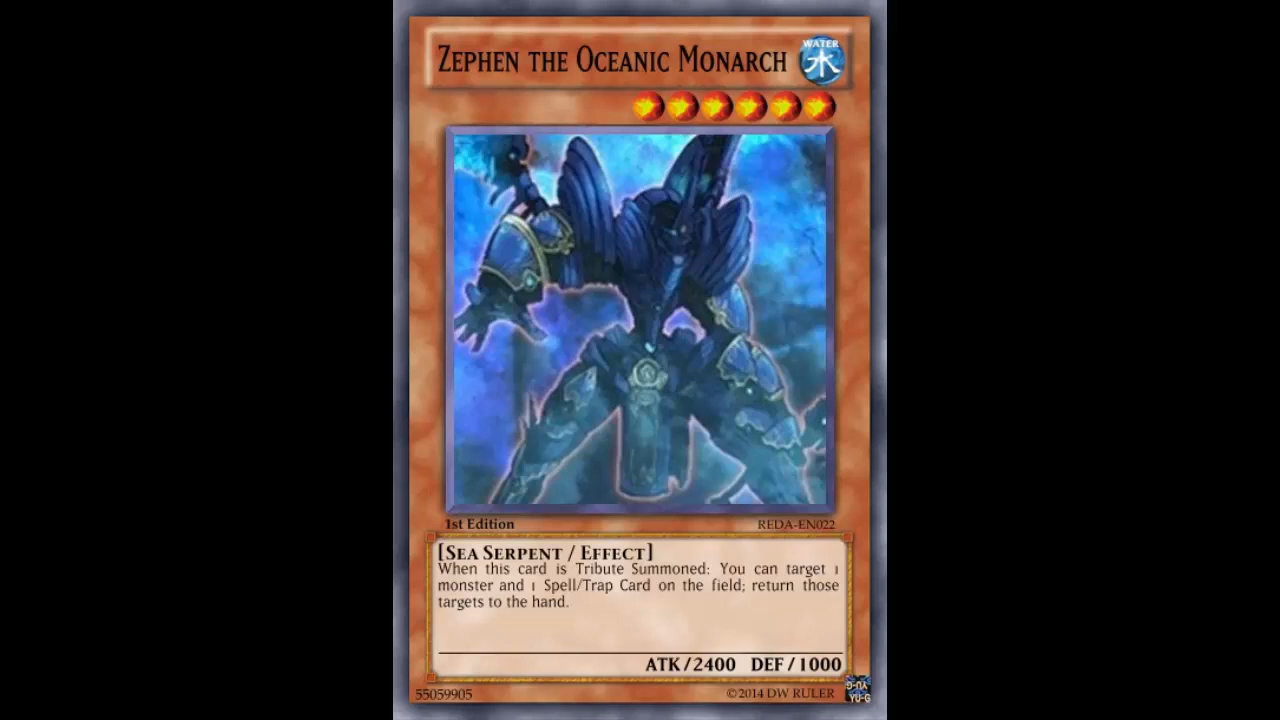 Zephen the Oceanic Monarch
WATER
水
1st Edition
REDA-EN022
[Sea Serpent / Effect]
When this card is Tribute Summoned: You can target 1
monster and 1 Spell/Trap Card on the field; return those
targets to the hand.
ATK/2400 DEF/1000
55059905
©2014 DW RULER
YU-G
YU-G